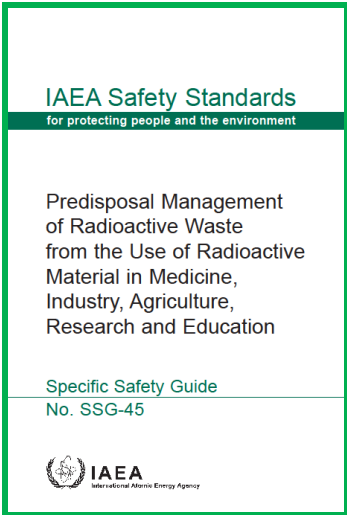 IAEA Safety Standards
for protecting people and the environment
Predisposal Management
of Radioactive Waste
from the Use of Radioactive
Material in Medicine,
Industry, Agriculture,
Research and Education
Specific Safety Guide
No. SSG-45
IAEA
International Atomic Energy Agency